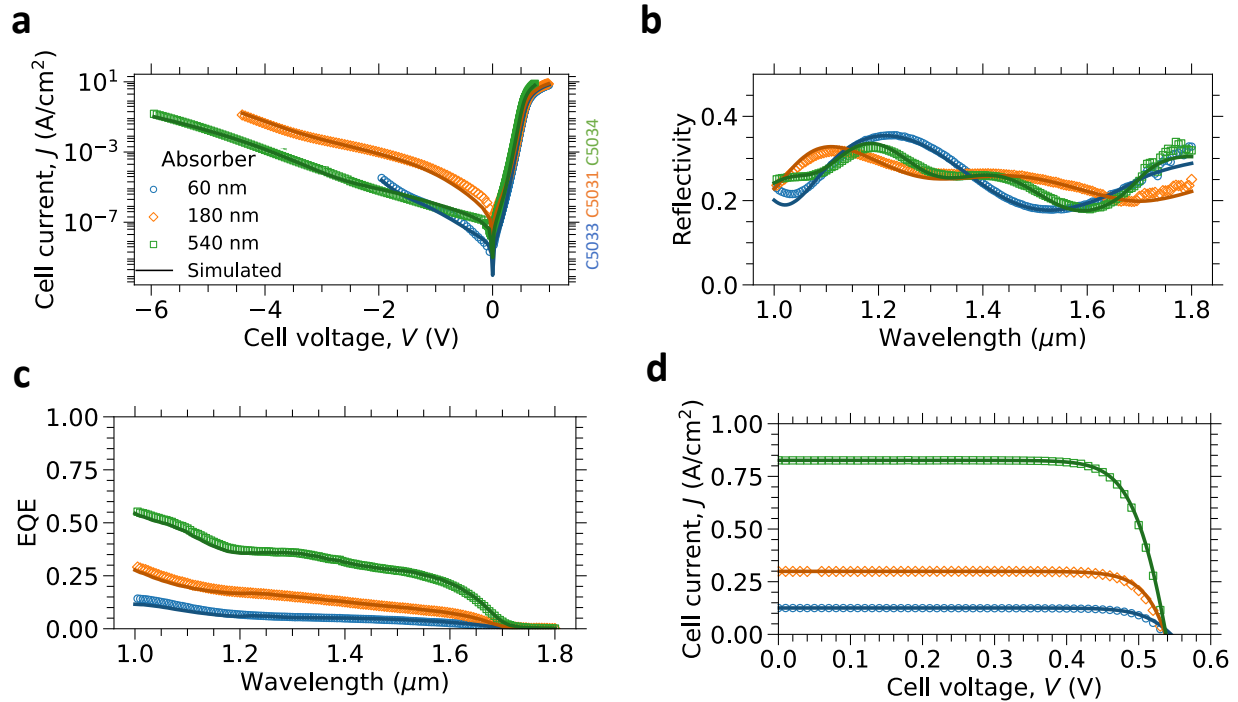 a
Cell current, J (A/cm²)
10¹
10⁻³
10⁻⁷
Absorber
60 nm
180 nm
540 nm
Simulated
−6
−4
−2
0
Cell voltage, V (V)
C5033 C5031 C5034
b
Reflectivity
0.4
0.2
0.0
1.0
1.2
1.4
1.6
1.8
Wavelength (μm)
c
EQE
1.00
0.75
0.50
0.25
0.00
1.0
1.2
1.4
1.6
1.8
Wavelength (μm)
d
Cell current, J (A/cm²)
1.00
0.75
0.50
0.25
0.00
0.0
0.1
0.2
0.3
0.4
0.5
0.6
Cell voltage, V (V)